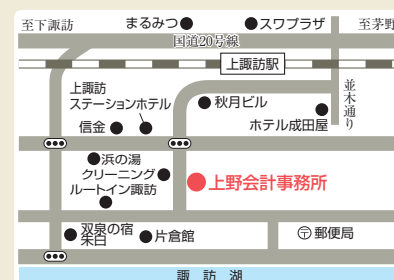 至下諏訪
まるみつ
スワプラザ
至茅野
国道20号線
上諏訪駅
並木通り
上諏訪
ステーションホテル
秋月ビル
信金
ホテル成田屋
浜の湯
クリーニング
ルートイン諏訪
上野会計事務所
双泉の宿
朱白
片倉館
〒郵便局
諏訪湖